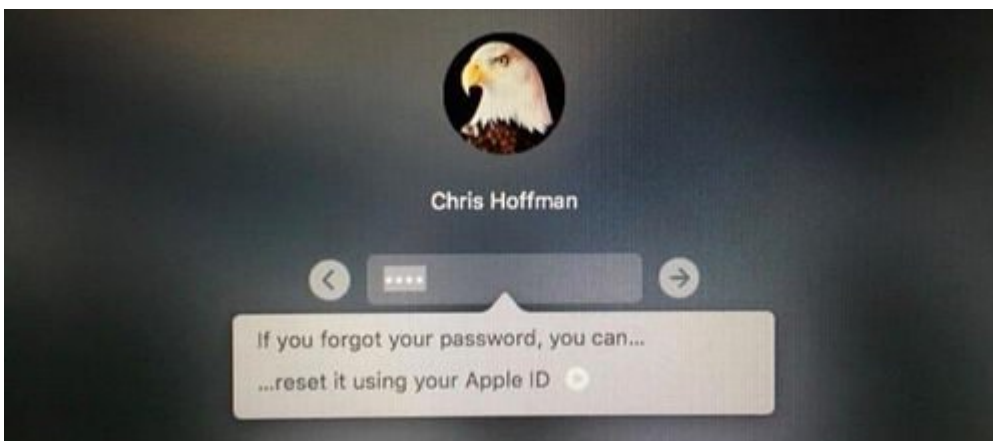 Chris Hoffman
If you forgot your password, you can...
...reset it using your Apple ID